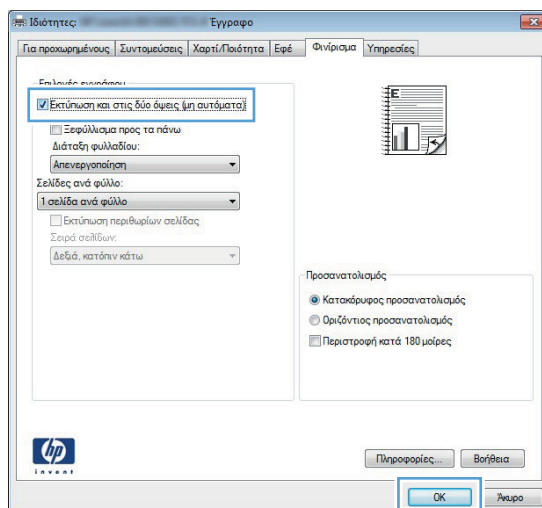 Ιδιότητες: Έγγραφο
Για προχωρημένους Συντομεύσεις Χαρτί/Ποιότητα Εφέ Φινίρισμα Υπηρεσίες
Επιλογές εγγράφου
Εκτύπωση και στις δύο όψεις (μη αυτόματα)
Ξεφύλλισμα προς τα πάνω
Διάταξη φυλλαδίου:
Απενεργοποίηση
Σελίδες ανά φύλλο:
1 σελίδα ανά φύλλο
Εκτύπωση περιθωρίων σελίδας
Σειρά σελίδων:
Δεξιά, κατόπιν κάτω
E
Προσανατολισμός
Κατακόρυφος προσανατολισμός
Οριζόντιος προσανατολισμός
Περιστροφή κατά 180 μοίρες
hp
invent
Πληροφορίες... Βοήθεια
OK Άκυρο